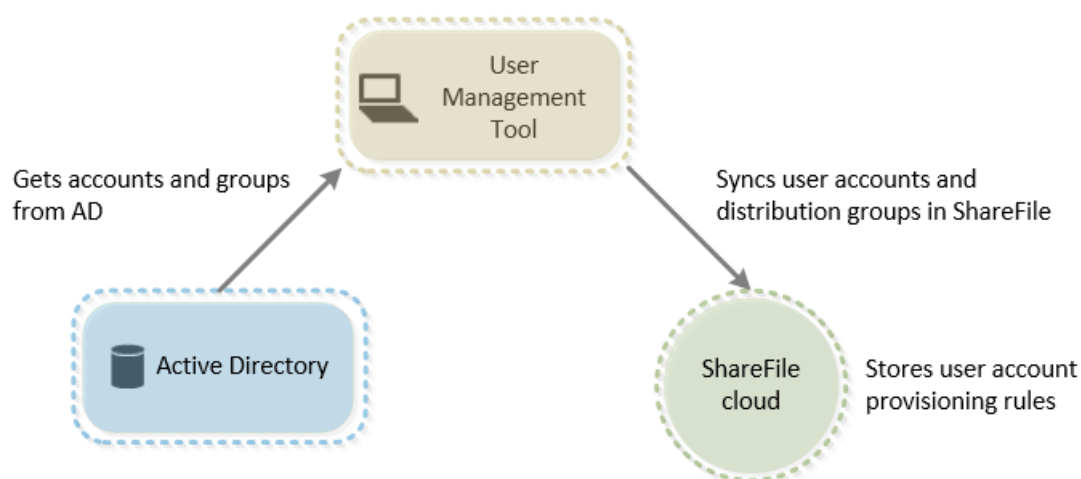 User
Management
Tool
Gets accounts and groups
from AD
Syncs user accounts and
distribution groups in ShareFile
Active Directory
ShareFile
cloud
Stores user account
provisioning rules